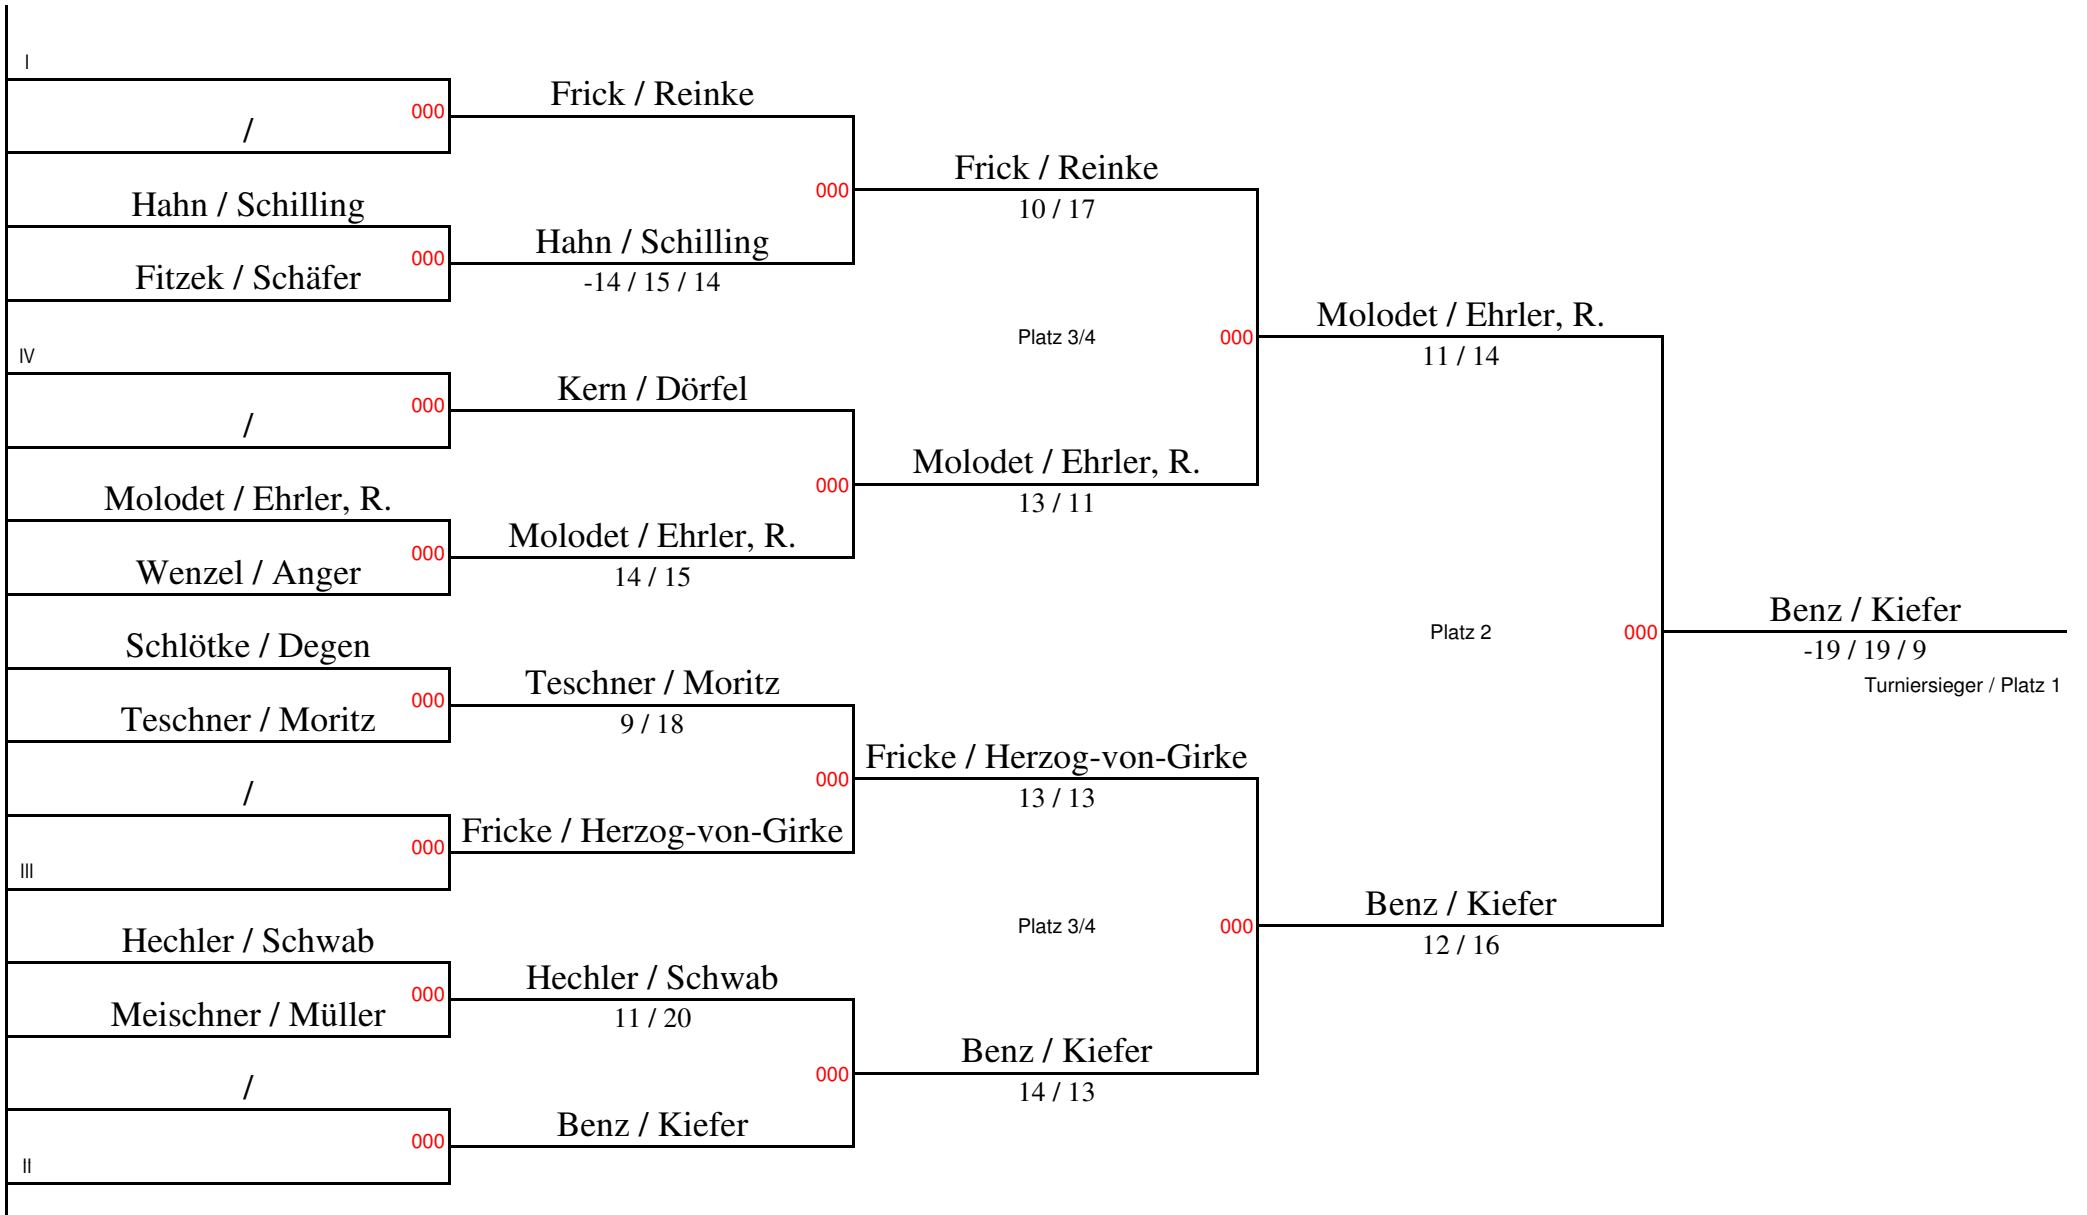 I
Frick / Reinke
000
/
Frick / Reinke
000
10 / 17
Hahn / Schilling
Hahn / Schilling
000
-14 / 15 / 14
Fitzek / Schäfer
Molodet / Ehrler, R.
Platz 3/4
000
11 / 14
IV
Kern / Dörfel
000
/
Molodet / Ehrler, R.
000
13 / 11
Molodet / Ehrler, R.
Molodet / Ehrler, R.
000
14 / 15
Wenzel / Anger
Benz / Kiefer
Platz 2
000
-19 / 19 / 9
Turniersieger / Platz 1
Schlötke / Degen
Teschner / Moritz
000
9 / 18
Teschner / Moritz
Fricke / Herzog-von-Girke
000
13 / 13
/
Fricke / Herzog-von-Girke
000
III
Benz / Kiefer
Platz 3/4
000
12 / 16
Hechler / Schwab
Hechler / Schwab
000
11 / 20
Meischner / Müller
Benz / Kiefer
000
14 / 13
/
Benz / Kiefer
000
II